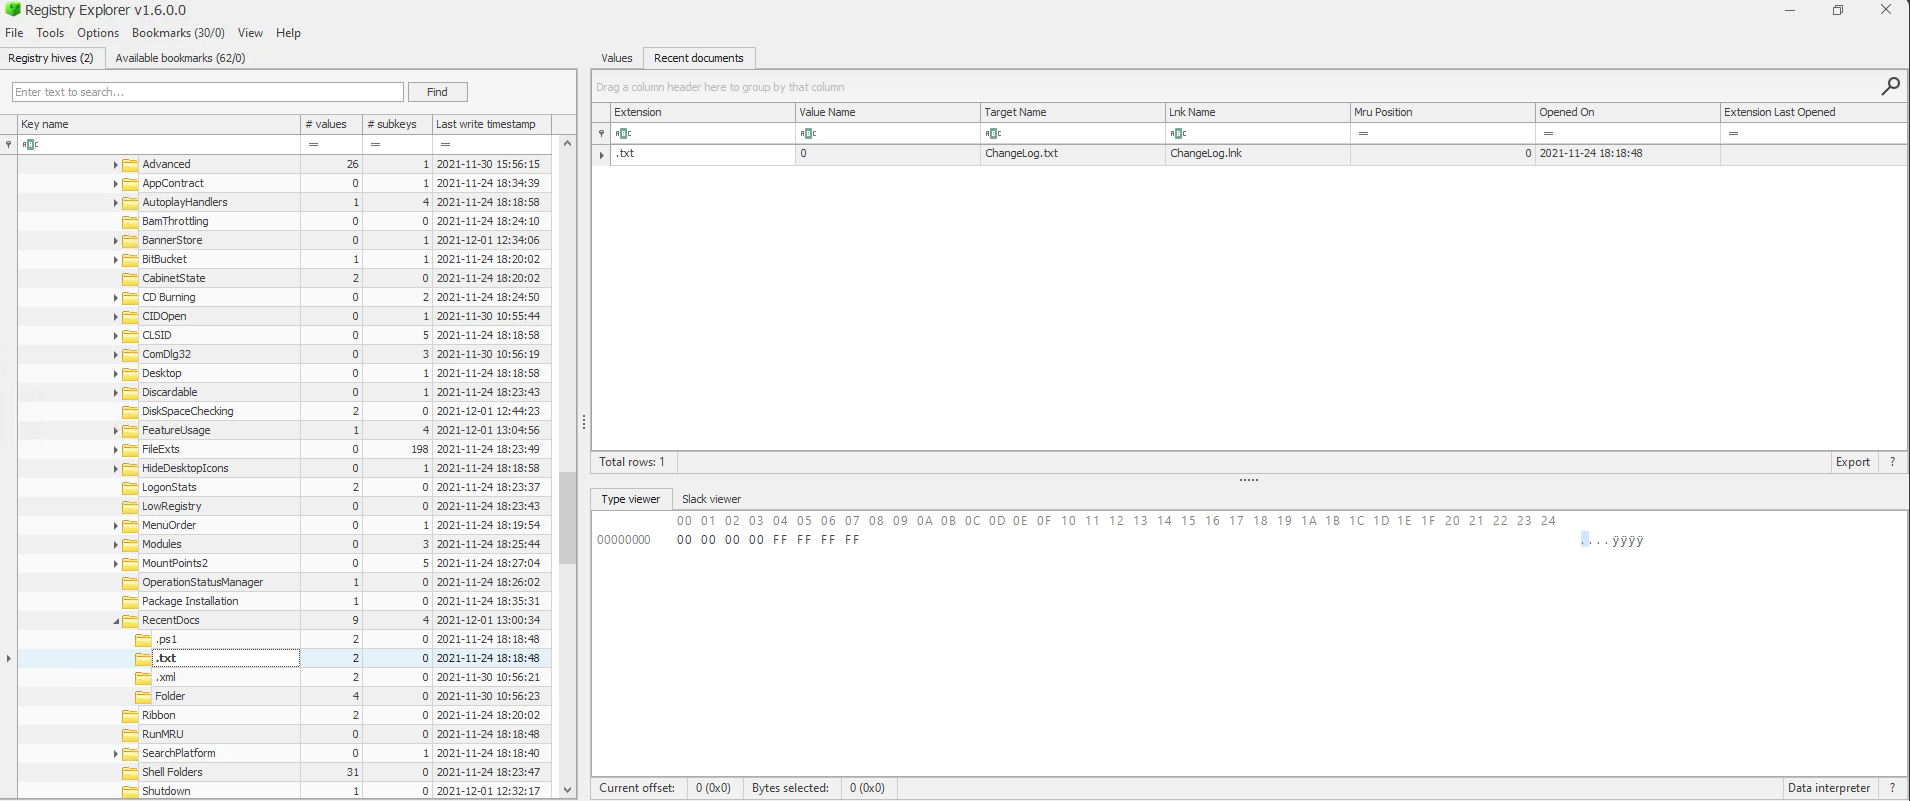 Registry Explorer v1.6.0.0
File Tools Options Bookmarks (30/0) View Help
Registry hives (2) Available bookmarks (62/0)
Enter text to search... Find
Key name # values # subkeys Last write timestamp
ABC = = =
Advanced 26 1 2021-11-30 15:56:15
AppContract 0 1 2021-11-24 18:34:39
AutoplayHandlers 1 4 2021-11-24 18:18:58
BamThrottling 0 0 2021-11-24 18:24:10
BannerStore 0 1 2021-12-01 12:34:06
BitBucket 1 1 2021-11-24 18:20:02
CabinetState 2 0 2021-11-24 18:20:02
CD Burning 0 2 2021-11-24 18:24:50
CIDOpen 0 1 2021-11-30 10:55:44
CLSID 0 5 2021-11-24 18:18:58
ComDlg32 0 3 2021-11-30 10:56:19
Desktop 0 1 2021-11-24 18:18:58
Discardable 0 1 2021-11-24 18:23:43
DiskSpaceChecking 2 0 2021-12-01 12:44:23
FeatureUsage 1 4 2021-12-01 13:04:56
FileExts 0 198 2021-11-24 18:23:49
HideDesktopIcons 0 1 2021-11-24 18:18:58
LogonStats 2 0 2021-11-24 18:23:37
LowRegistry 0 0 2021-11-24 18:23:43
MenuOrder 0 1 2021-11-24 18:19:54
Modules 0 3 2021-11-24 18:25:44
MountPoints2 0 5 2021-11-24 18:27:04
OperationStatusManager 1 0 2021-11-24 18:26:02
Package Installation 1 0 2021-11-24 18:35:31
RecentDocs 9 4 2021-12-01 13:00:34
.ps1 2 0 2021-11-24 18:18:48
.txt 2 0 2021-11-24 18:18:48
.xml 2 0 2021-11-30 10:56:21
Folder 4 0 2021-11-30 10:56:23
Ribbon 2 0 2021-11-24 18:20:02
RunMRU 0 0 2021-11-24 18:18:48
SearchPlatform 0 1 2021-11-24 18:18:40
Shell Folders 31 0 2021-11-24 18:23:47
Shutdown 1 0 2021-12-01 12:32:17
Values Recent documents
Drag a column header here to group by that column
Extension Value Name Target Name Lnk Name Mru Position Opened On Extension Last Opened
ABC ABC ABC ABC = = =
.txt 0 ChangeLog.txt ChangeLog.lnk 0 2021-11-24 18:18:48
Total rows: 1 Export ?
Type viewer Slack viewer
00 01 02 03 04 05 06 07 08 09 0A 0B 0C 0D 0E 0F 10 11 12 13 14 15 16 17 18 19 1A 1B 1C 1D 1E 1F 20 21 22 23 24
00000000 00 00 00 00 FF FF FF FF ....ÿÿÿÿ
Current offset: 0 (0x0) Bytes selected: 0 (0x0) Data interpreter ?